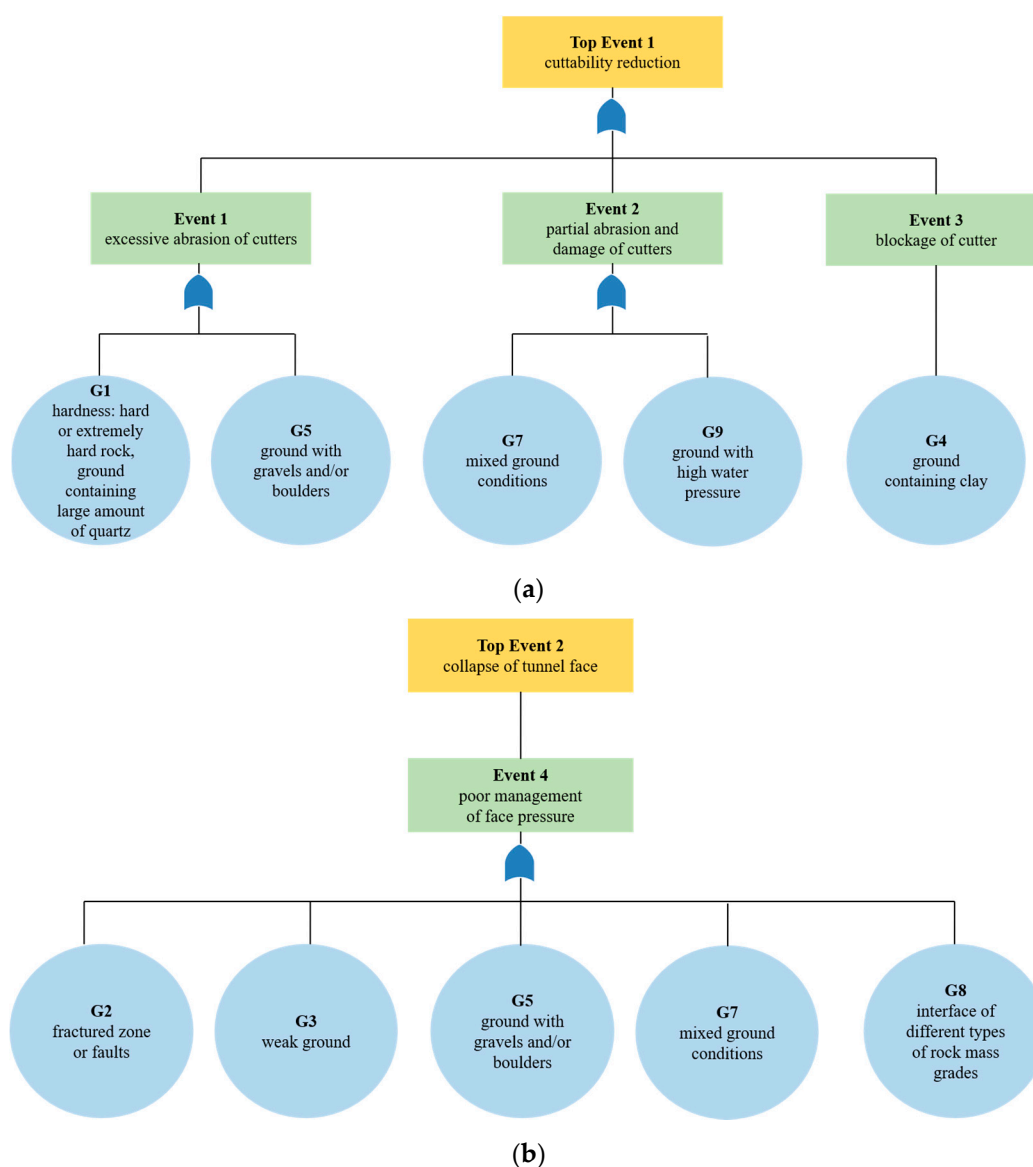 Top Event 1
cuttability reduction
Event 1
excessive abrasion of cutters
Event 2
partial abrasion and
damage of cutters
Event 3
blockage of cutter
G1
hardness: hard
or extremely
hard rock,
ground
containing
large amount
of quartz
G5
ground with
gravels and/or
boulders
G7
mixed ground
conditions
G9
ground with
high water
pressure
G4
ground
containing clay
(a)
Top Event 2
collapse of tunnel face
Event 4
poor management
of face pressure
G2
fractured zone
or faults
G3
weak ground
G5
ground with
gravels and/or
boulders
G7
mixed ground
conditions
G8
interface of
different types
of rock mass
grades
(b)